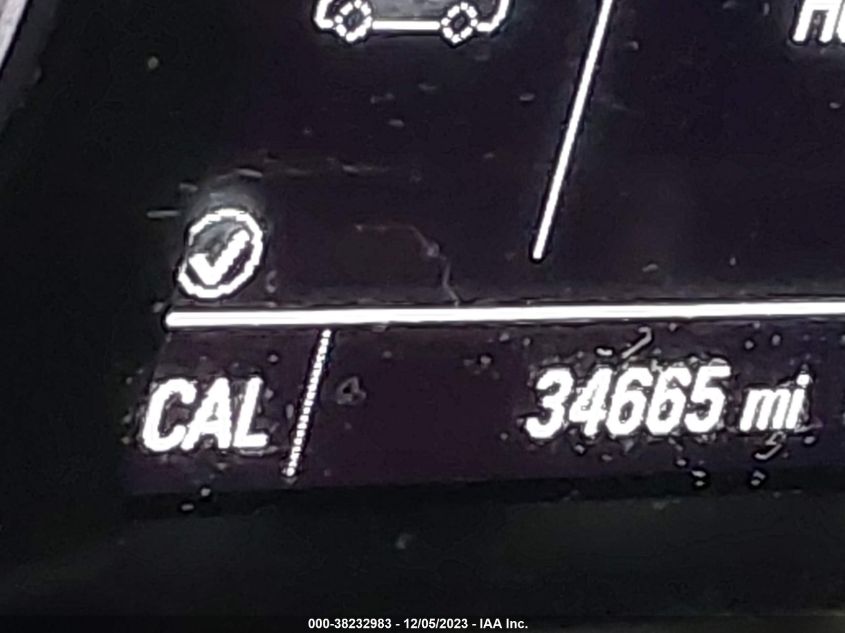 CAL 34665 mi
000-38232983 - 12/05/2023 - IAA Inc.